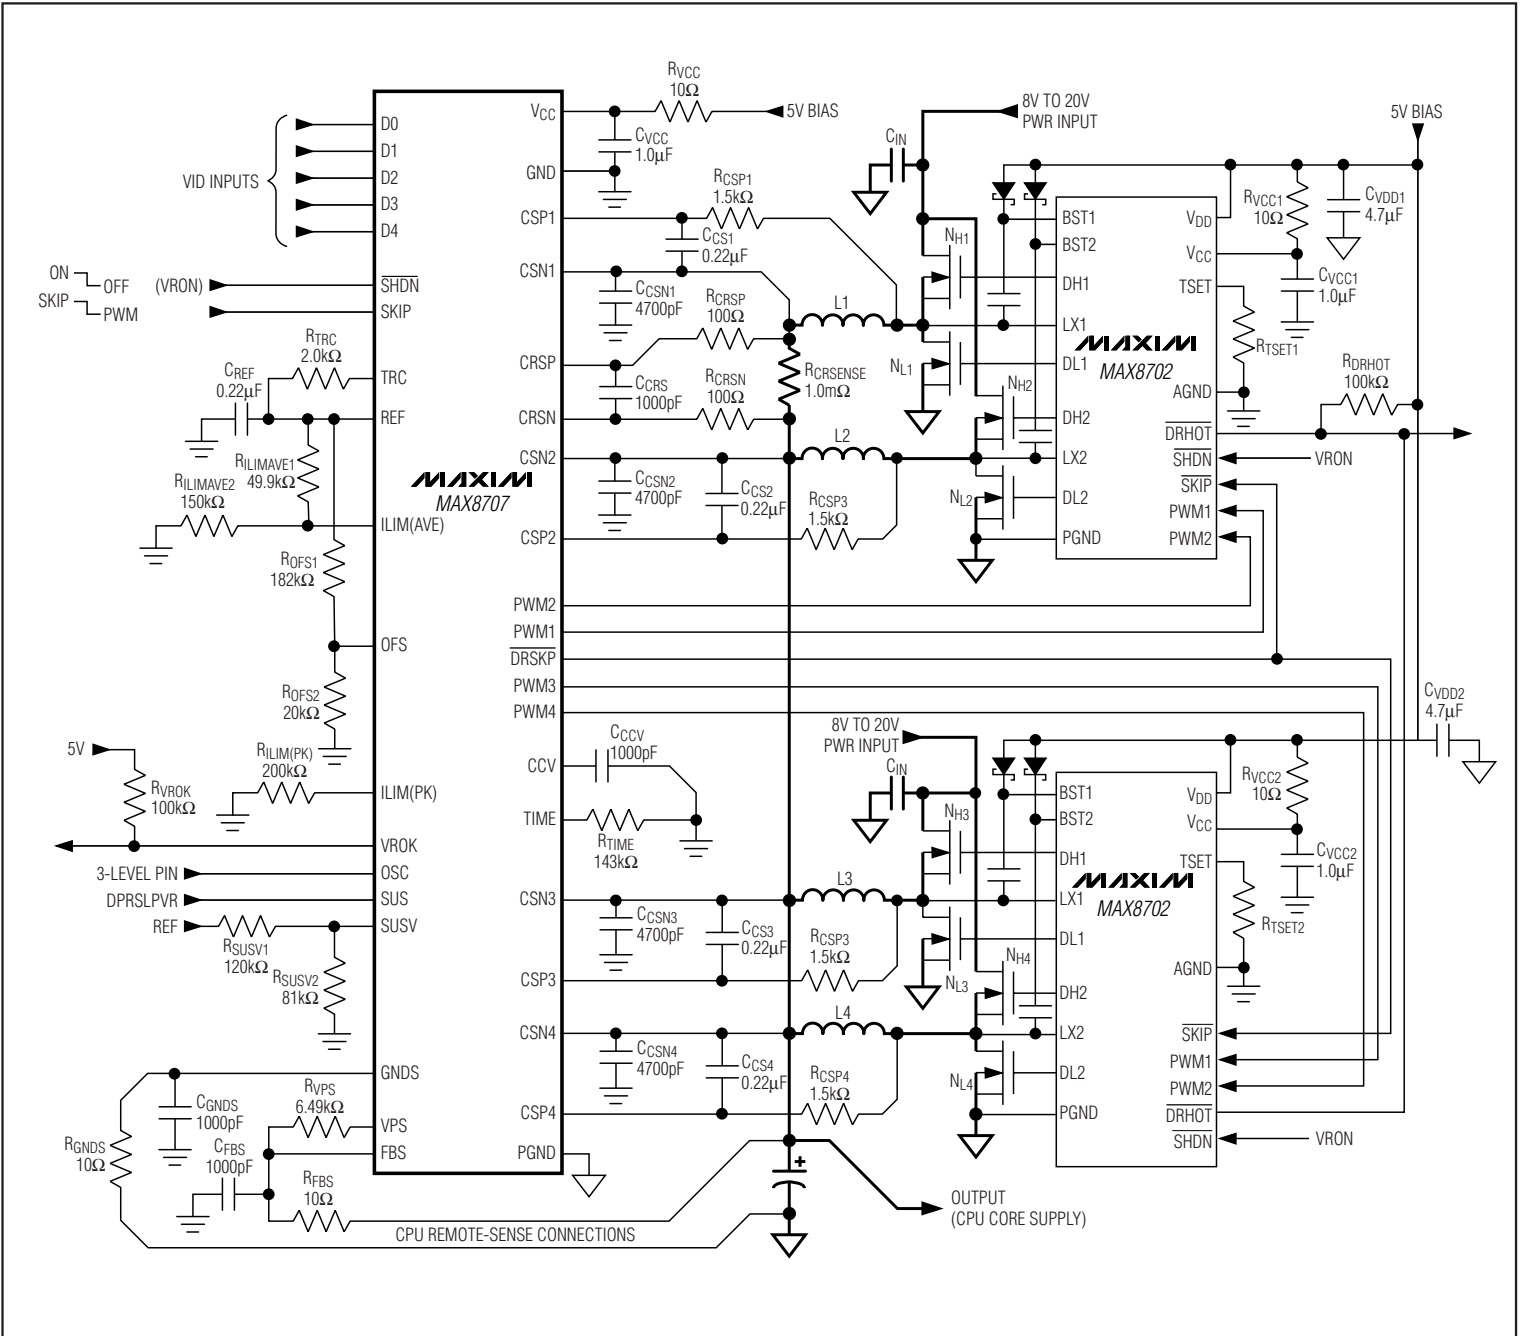 VID INPUTS
D0
D1
D2
D3
D4
ON
OFF
(VRON)
SHDN
SKIP
PWM
SKIP
RTRC
2.0kΩ
TRC
CREF
0.22µF
REF
RILIMAVE1
49.9kΩ
RILIMAVE2
150kΩ
ILIM(AVE)
ROFS1
182kΩ
OFS
ROFS2
20kΩ
5V
RILIM(PK)
200kΩ
ILIM(PK)
RVROK
100kΩ
VROK
3-LEVEL PIN
OSC
DPRSLPVR
SUS
REF
SUSV
RSUSV1
120kΩ
RSUSV2
81kΩ
GNDS
CGNDS
1000pF
RVPS
6.49kΩ
VPS
RGNDS
10Ω
CFBS
1000pF
FBS
RFBS
10Ω
CPU REMOTE-SENSE CONNECTIONS
MAXIM
MAX8707
VCC
GND
CSP1
CSN1
CRSP
CRSN
CSN2
CSP2
PWM2
PWM1
DRSKP
PWM3
PWM4
CCV
TIME
CSN3
CSP3
CSN4
CSP4
PGND
RVCC
10Ω
5V BIAS
CVCC
1.0µF
RCSP1
1.5kΩ
CCS1
0.22µF
CCSN1
4700pF
RCRSP
100Ω
CCRS
1000pF
RCRSN
100Ω
L1
RCRSENSE
1.0mΩ
L2
CCSN2
4700pF
CCS2
0.22µF
RCSP3
1.5kΩ
CCCV
1000pF
RTIME
143kΩ
L3
CCSN3
4700pF
CCS3
0.22µF
RCSP3
1.5kΩ
L4
CCSN4
4700pF
CCS4
0.22µF
RCSP4
1.5kΩ
+
OUTPUT
(CPU CORE SUPPLY)
8V TO 20V
PWR INPUT
CIN
NH1
NL1
NH2
NL2
BST1
BST2
DH1
LX1
DL1
DH2
LX2
DL2
PGND
MAXIM
MAX8702
VDD
VCC
TSET
AGND
DRHOT
SHDN
SKIP
PWM1
PWM2
5V BIAS
RVCC1
10Ω
CVDD1
4.7µF
CVCC1
1.0µF
RTSET1
RDRHOT
100kΩ
VRON
8V TO 20V
PWR INPUT
CIN
NH3
NL3
NH4
NL4
BST1
BST2
DH1
LX1
DL1
DH2
LX2
DL2
PGND
MAXIM
MAX8702
VDD
VCC
TSET
AGND
SKIP
PWM1
PWM2
DRHOT
SHDN
CVDD2
4.7µF
RVCC2
10Ω
CVCC2
1.0µF
RTSET2
VRON